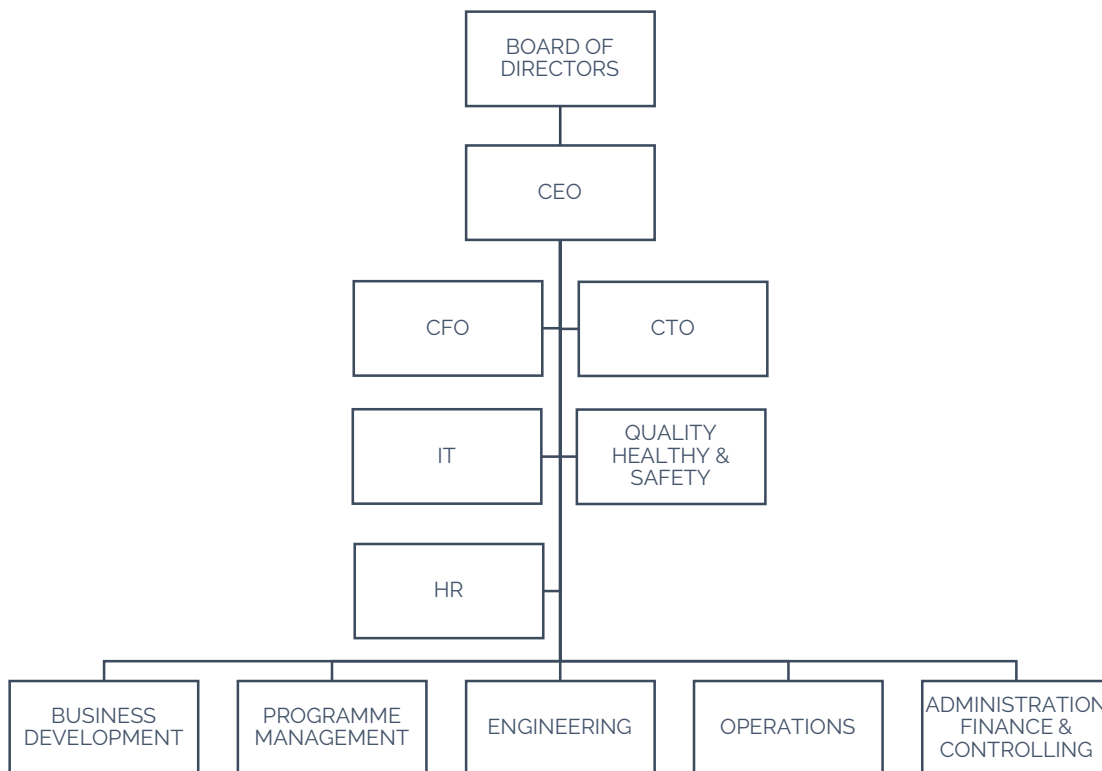 BOARD OF
DIRECTORS
CEO
CFO
CTO
IT
QUALITY
HEALTHY &
SAFETY
HR
BUSINESS
DEVELOPMENT
PROGRAMME
MANAGEMENT
ENGINEERING
OPERATIONS
ADMINISTRATION
FINANCE &
CONTROLLING